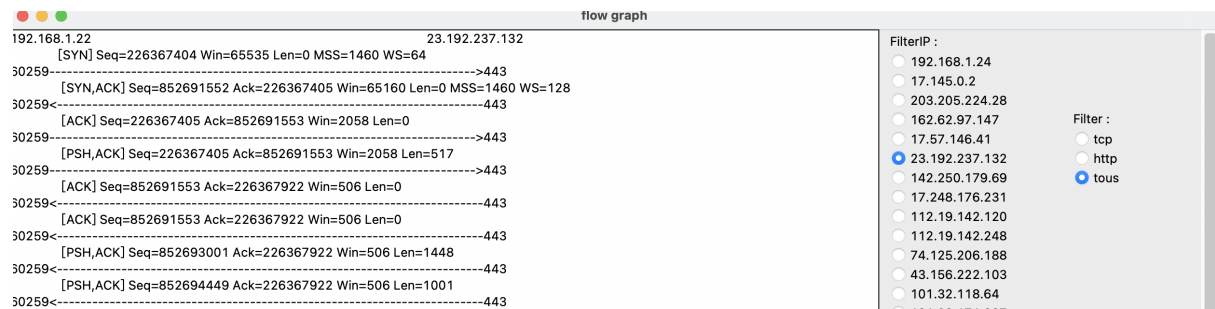 flow graph
192.168.1.22 23.192.237.132
[SYN] Seq=226367404 Win=65535 Len=0 MSS=1460 WS=64
60259-------------------------------------------------------------------------->443
[SYN,ACK] Seq=852691552 Ack=226367405 Win=65160 Len=0 MSS=1460 WS=128
60259<--------------------------------------------------------------------------443
[ACK] Seq=226367405 Ack=852691553 Win=2058 Len=0
60259-------------------------------------------------------------------------->443
[PSH,ACK] Seq=226367405 Ack=852691553 Win=2058 Len=517
60259-------------------------------------------------------------------------->443
[ACK] Seq=852691553 Ack=226367922 Win=506 Len=0
60259<--------------------------------------------------------------------------443
[ACK] Seq=852691553 Ack=226367922 Win=506 Len=0
60259<--------------------------------------------------------------------------443
[PSH,ACK] Seq=852693001 Ack=226367922 Win=506 Len=1448
60259<--------------------------------------------------------------------------443
[PSH,ACK] Seq=852694449 Ack=226367922 Win=506 Len=1001
60259<--------------------------------------------------------------------------443
FilterIP :
192.168.1.24
17.145.0.2
203.205.224.28
162.62.97.147
17.57.146.41
23.192.237.132
142.250.179.69
17.248.176.231
112.19.142.120
112.19.142.248
74.125.206.188
43.156.222.103
101.32.118.64
Filter :
tcp
http
tous